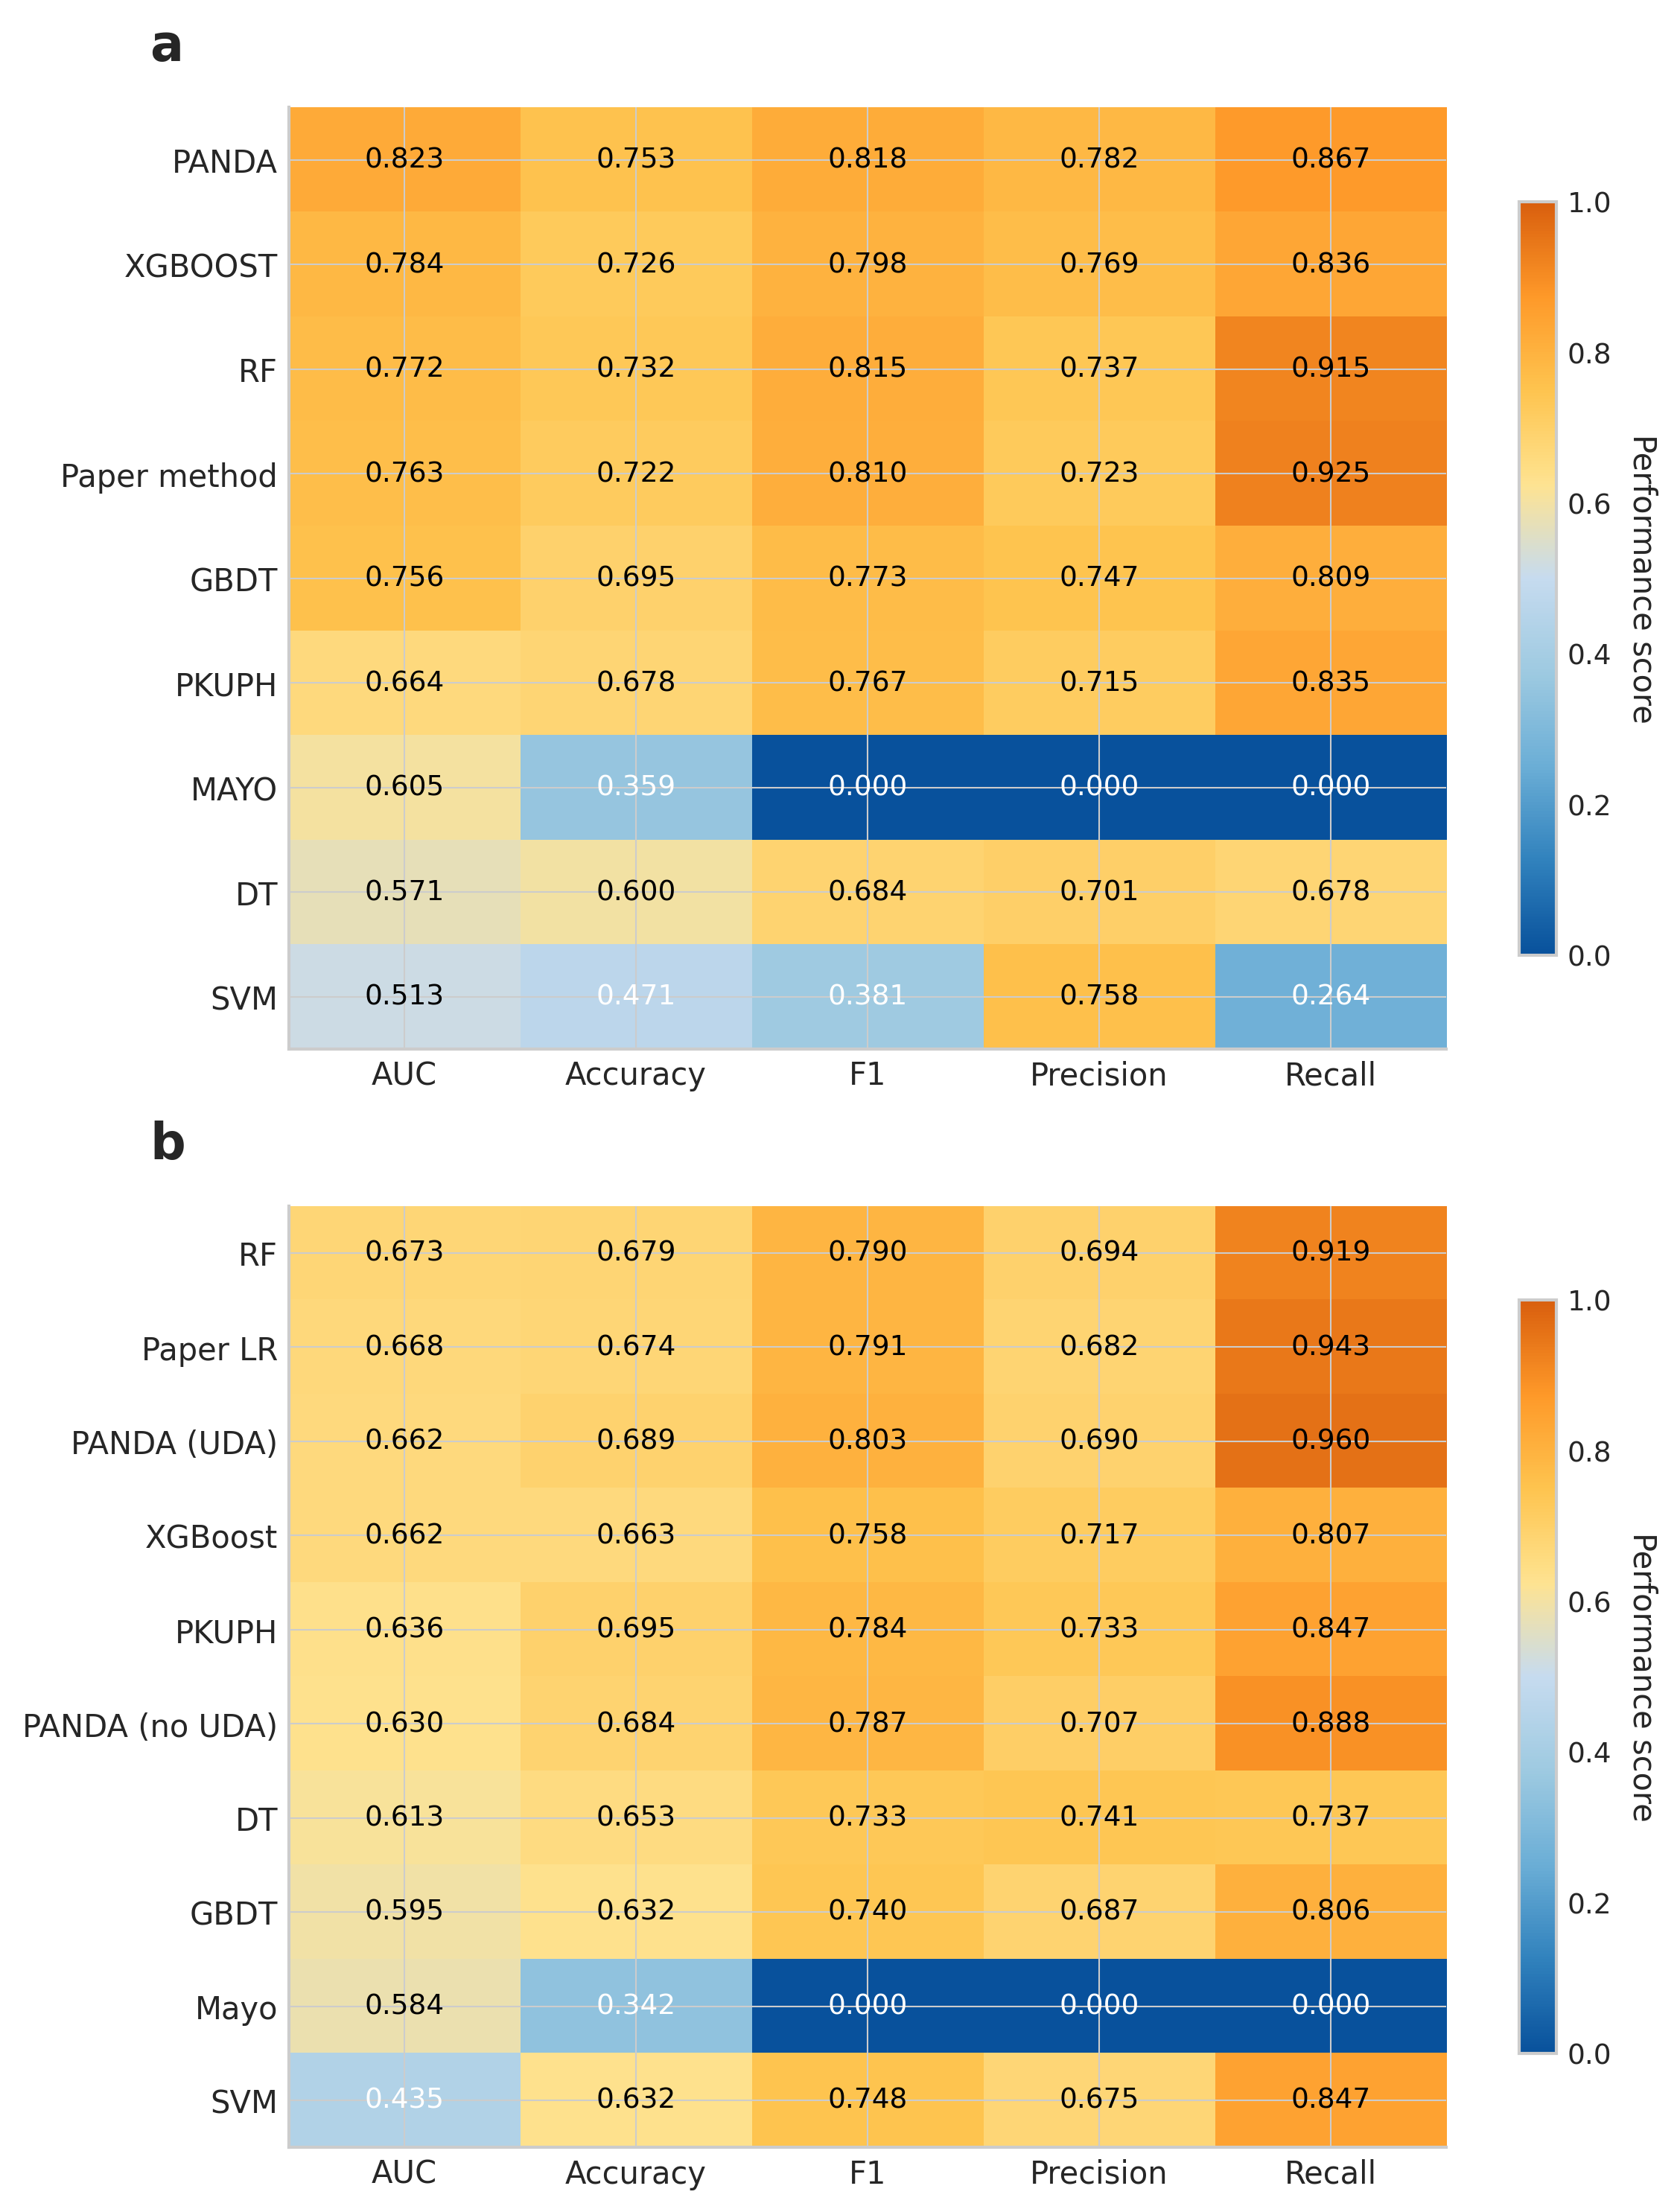 a
PANDA 0.823 0.753 0.818 0.782 0.867
XGBOOST 0.784 0.726 0.798 0.769 0.836
RF 0.772 0.732 0.815 0.737 0.915
Paper method 0.763 0.722 0.810 0.723 0.925
GBDT 0.756 0.695 0.773 0.747 0.809
PKUPH 0.664 0.678 0.767 0.715 0.835
MAYO 0.605 0.359 0.000 0.000 0.000
DT 0.571 0.600 0.684 0.701 0.678
SVM 0.513 0.471 0.381 0.758 0.264
AUC Accuracy F1 Precision Recall
1.0
0.8
0.6
0.4
0.2
0.0
Performance score
b
RF 0.673 0.679 0.790 0.694 0.919
Paper LR 0.668 0.674 0.791 0.682 0.943
PANDA (UDA) 0.662 0.689 0.803 0.690 0.960
XGBoost 0.662 0.663 0.758 0.717 0.807
PKUPH 0.636 0.695 0.784 0.733 0.847
PANDA (no UDA) 0.630 0.684 0.787 0.707 0.888
DT 0.613 0.653 0.733 0.741 0.737
GBDT 0.595 0.632 0.740 0.687 0.806
Mayo 0.584 0.342 0.000 0.000 0.000
SVM 0.435 0.632 0.748 0.675 0.847
AUC Accuracy F1 Precision Recall
1.0
0.8
0.6
0.4
0.2
0.0
Performance score